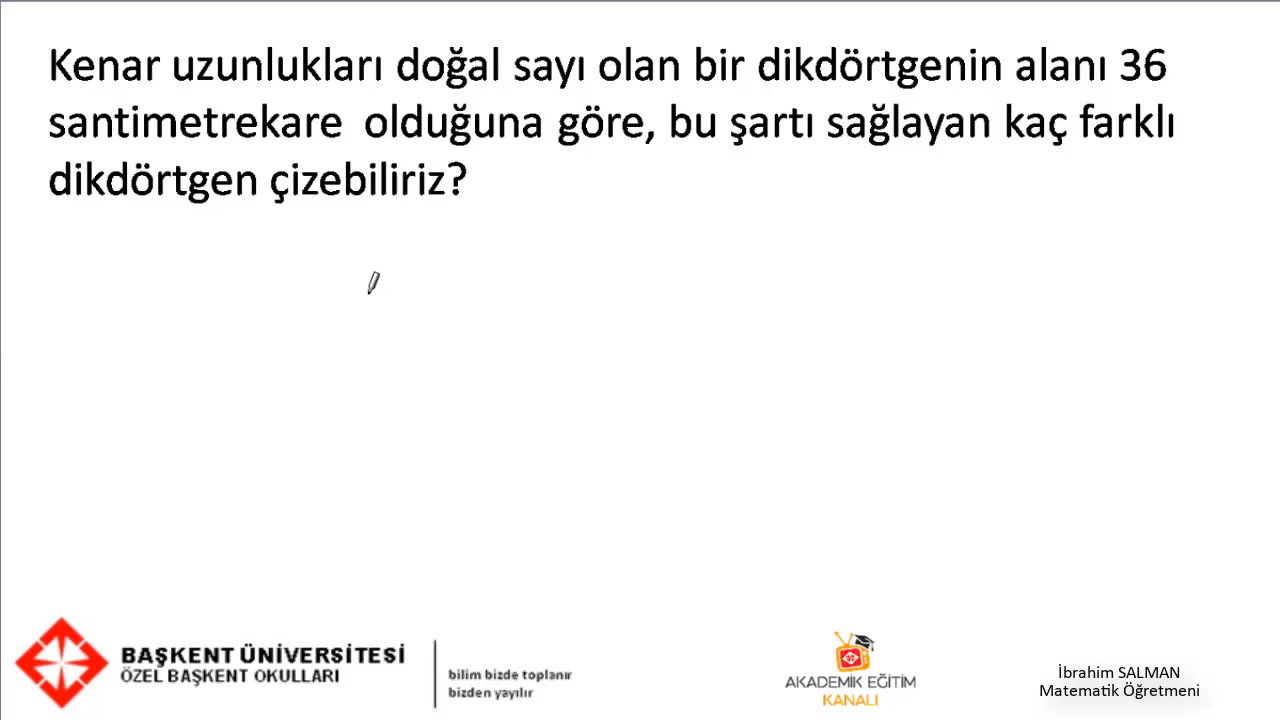 Kenar uzunlukları doğal sayı olan bir dikdörtgenin alanı 36
santimetrekare olduğuna göre, bu şartı sağlayan kaç farklı
dikdörtgen çizebiliriz?
BAŞKENT ÜNİVERSİTESİ
ÖZEL BAŞKENT OKULLARI
bilim bizde toplanır
bizden yayılır
AKADEMİK EĞİTİM
KANALI
İbrahim SALMAN
Matematik Öğretmeni